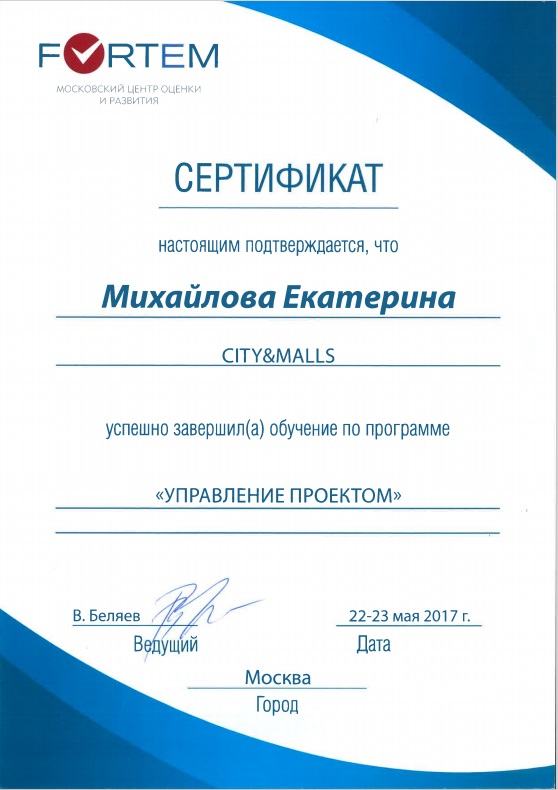 FORTEM
МОСКОВСКИЙ ЦЕНТР ОЦЕНКИ
И РАЗВИТИЯ
СЕРТИФИКАТ
настоящим подтверждается, что
Михайлова Екатерина
CITY&MALLS
успешно завершил(а) обучение по программе
«УПРАВЛЕНИЕ ПРОЕКТОМ»
В. Беляев
22-23 мая 2017 г.
Ведущий
Дата
Москва
Город